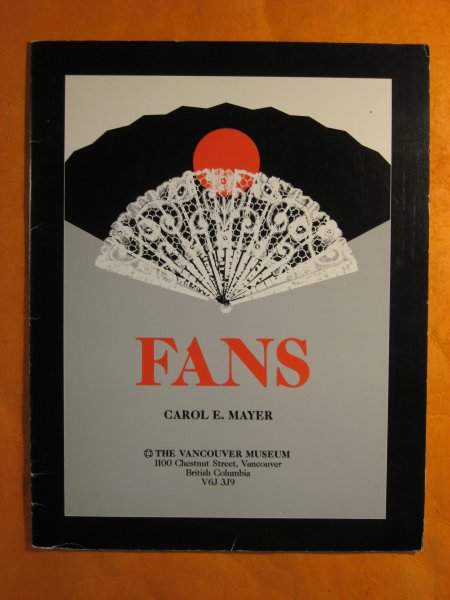 FANS
CAROL E. MAYER
THE VANCOUVER MUSEUM
1100 Chestnut Street, Vancouver
British Columbia
V6J 3J9